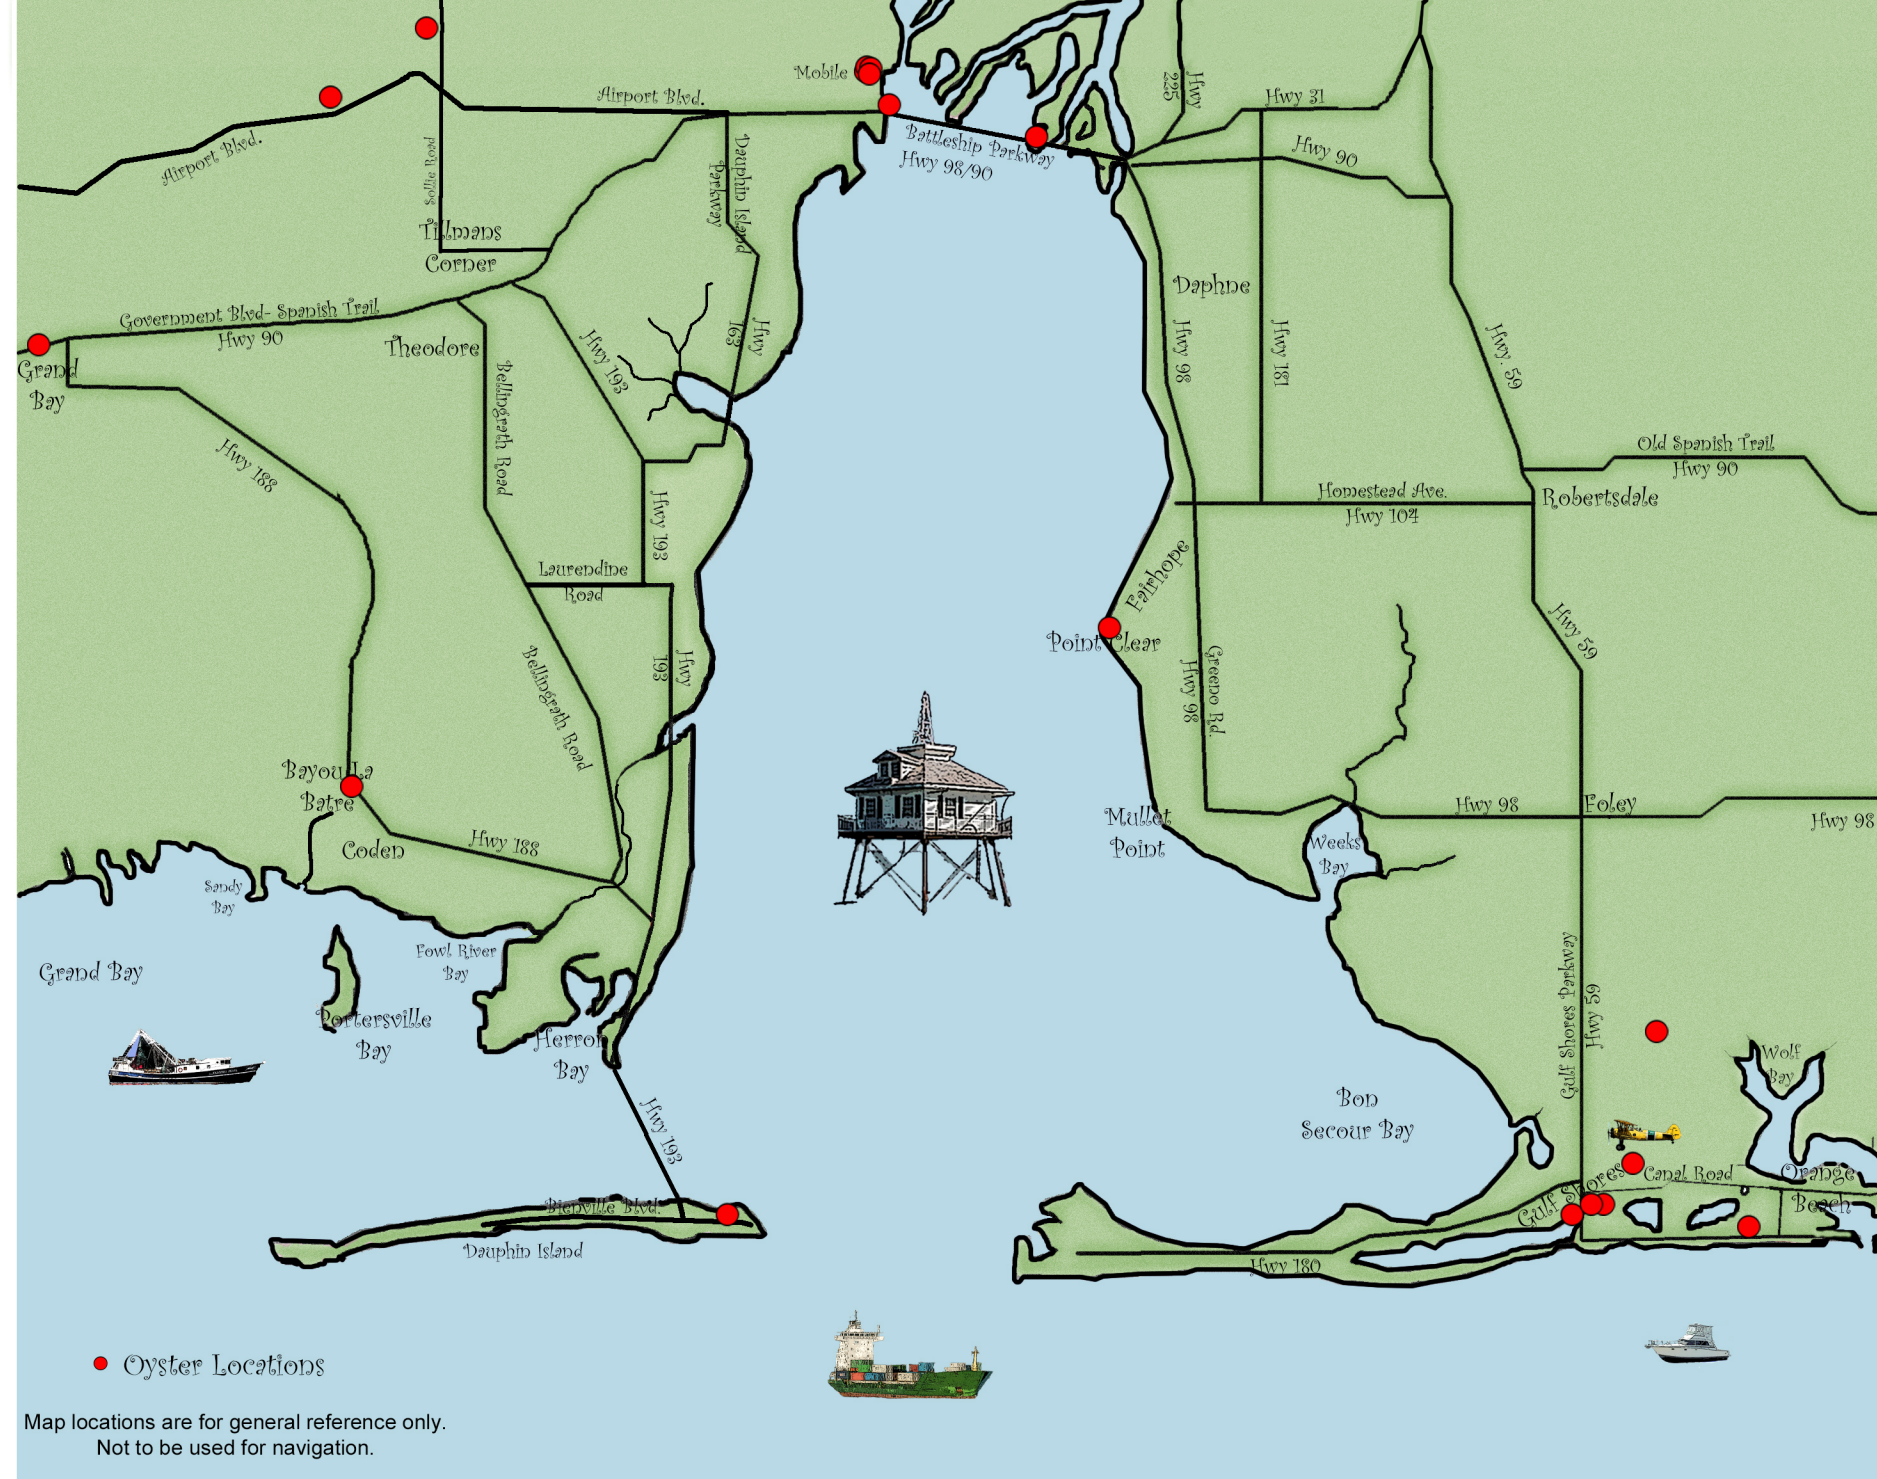 Mobile
Airport Blvd.
Airport Blvd.
Sollie Road
Tillmans
Corner
Dauphin Island
Parkway
Battleship Parkway
Hwy 98/90
Hwy
225
Hwy 31
Hwy 90
Government Blvd- Spanish Trail
Hwy 90
Grand
Bay
Theodore
Hwy 193
Hwy
163
Daphne
Hwy 98
Hwy 181
Hwy. 59
Old Spanish Trail
Hwy 90
Bellingrath Road
Hwy 188
Hwy 193
Homestead Ave.
Hwy 104
Robertsdale
Laurendine
Road
Fairhope
Point Clear
Hwy 59
Hwy
193
Bellingrath Road
Greeno Rd.
Hwy 98
Bayou La
Batre
Coden
Hwy 188
Mullet
Point
Weeks
Bay
Hwy 98
Foley
Hwy 98
Sandy
Bay
Fowl River
Bay
Grand Bay
Portersville
Bay
Herron
Bay
Gulf Shores Parkway
Hwy 59
Wolf
Bay
Bon
Secour Bay
Hwy 193
Gulf Shores
Canal Road
Orange
Beach
Bienville Blvd.
Dauphin Island
Hwy 180
Oyster Locations
Map locations are for general reference only.
Not to be used for navigation.